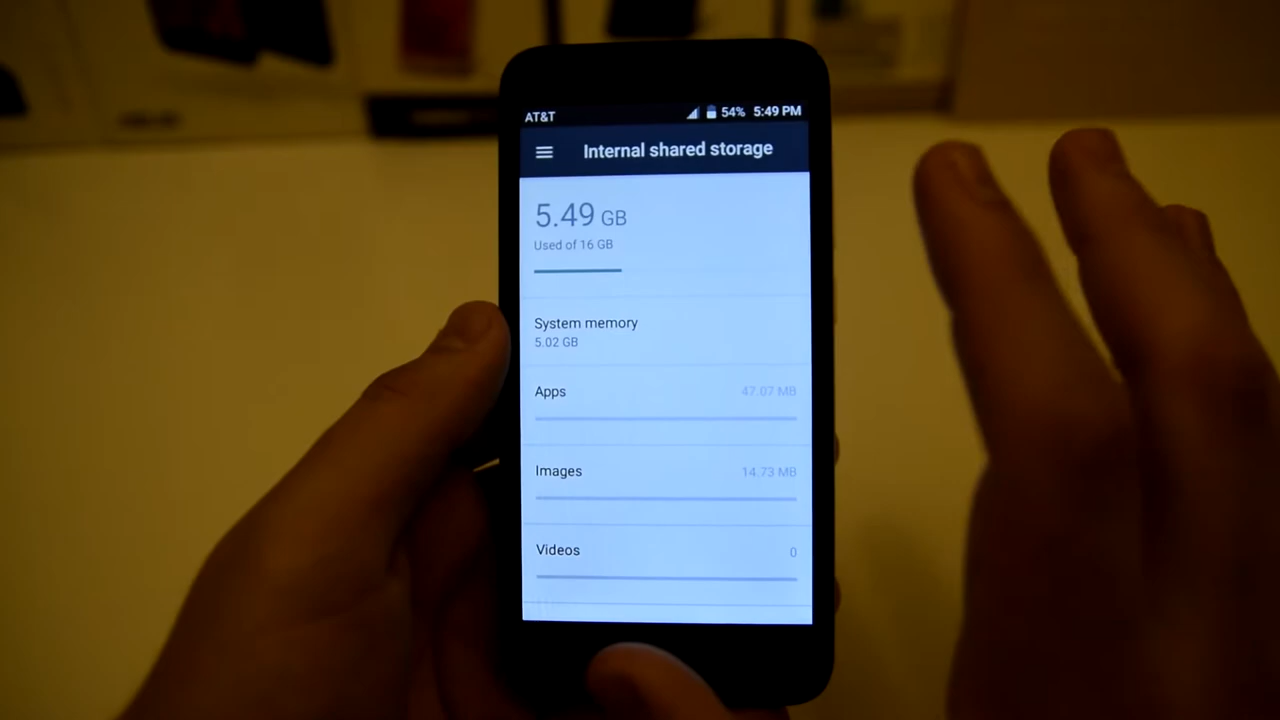 AT&T 54% 5:49 PM
Internal shared storage
5.49 GB
Used of 16 GB
System memory
5.02 GB
Apps 47.07 MB
Images 14.73 MB
Videos 0